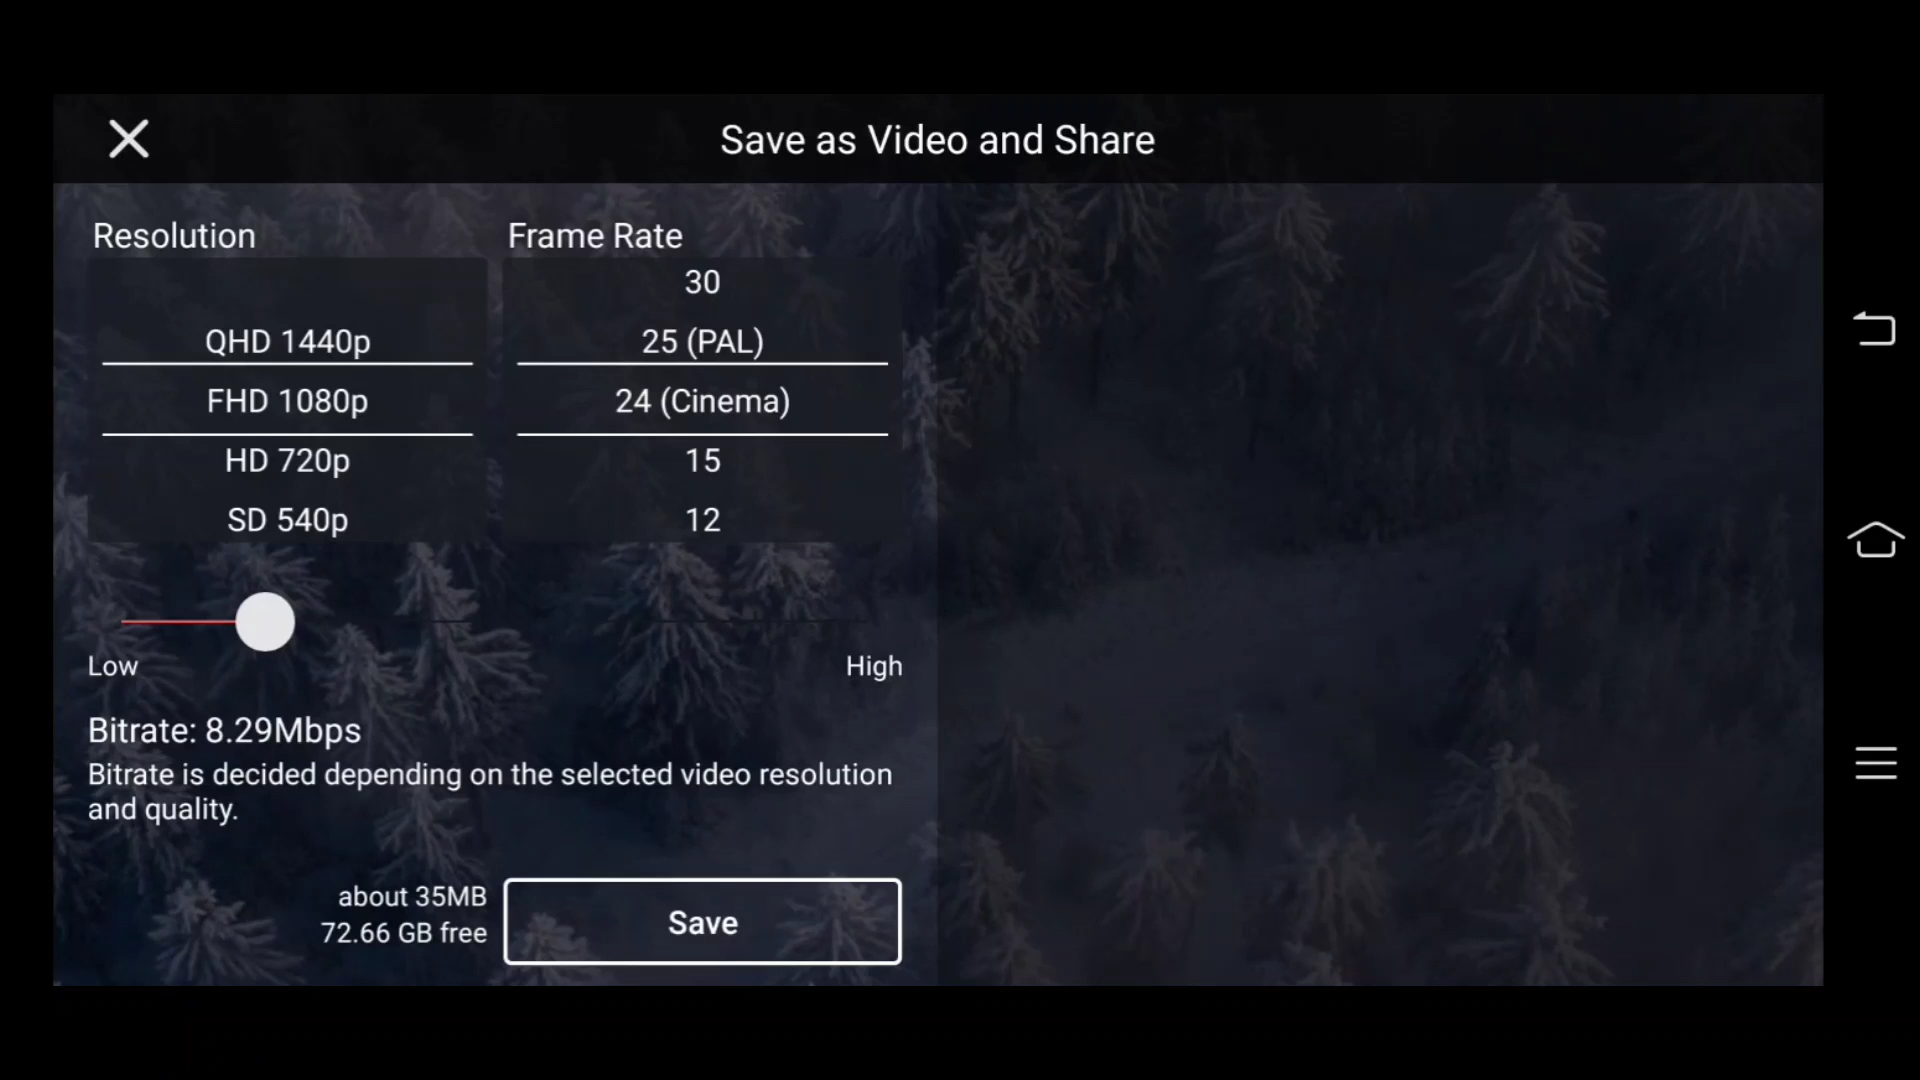 Save as Video and Share
Resolution
QHD 1440p
FHD 1080p
HD 720p
SD 540p
Frame Rate
30
25 (PAL)
24 (Cinema)
15
12
Low
High
Bitrate: 8.29Mbps
Bitrate is decided depending on the selected video resolution
and quality.
about 35MB
72.66 GB free
Save